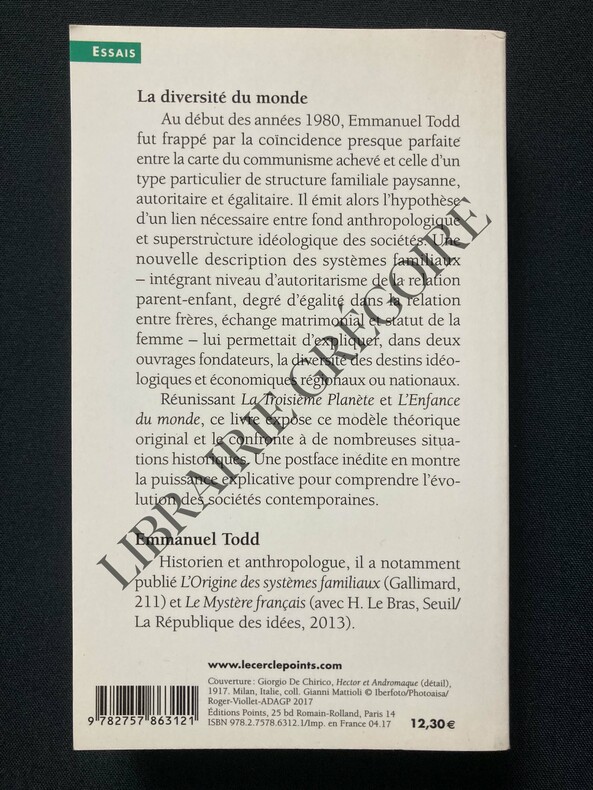 ESSAIS
La diversité du monde
Au début des années 1980, Emmanuel Todd
fut frappé par la coïncidence presque parfaite
entre la carte du communisme achevé et celle d'un
type particulier de structure familiale paysanne,
autoritaire et égalitaire. Il émit alors l'hypothèse
d'un lien nécessaire entre fond anthropologique
et superstructure idéologique des sociétés. Une
nouvelle description des systèmes familiaux
– intégrant niveau d'autoritarisme de la relation
parent-enfant, degré d'égalité dans la relation
entre frères, échange matrimonial et statut de la
femme – lui permettait d'expliquer, dans deux
ouvrages fondateurs, la diversité des destins idéo-
logiques et économiques régionaux ou nationaux.
Réunissant La Troisième Planète et L'Enfance
du monde, ce livre expose ce modèle théorique
original et le confronte à de nombreuses situa-
tions historiques. Une postface inédite en montre
la puissance explicative pour comprendre l'évo-
lution des sociétés contemporaines.
Emmanuel Todd
Historien et anthropologue, il a notamment
publié L'Origine des systèmes familiaux (Gallimard,
211) et Le Mystère français (avec H. Le Bras, Seuil/
La République des idées, 2013).
www.lecerclepoints.com
Couverture : Giorgio De Chirico, Hector et Andromaque (détail),
1917. Milan, Italie, coll. Gianni Mattioli © Iberfoto/Photoaisa/
Roger-Viollet-ADAGP 2017
Éditions Points, 25 bd Romain-Rolland, Paris 14
ISBN 978.2.7578.6312.1/Imp. en France 04.17
12,30 €
9 782757 863121
LIBRAIRIE GRÉGOIRE